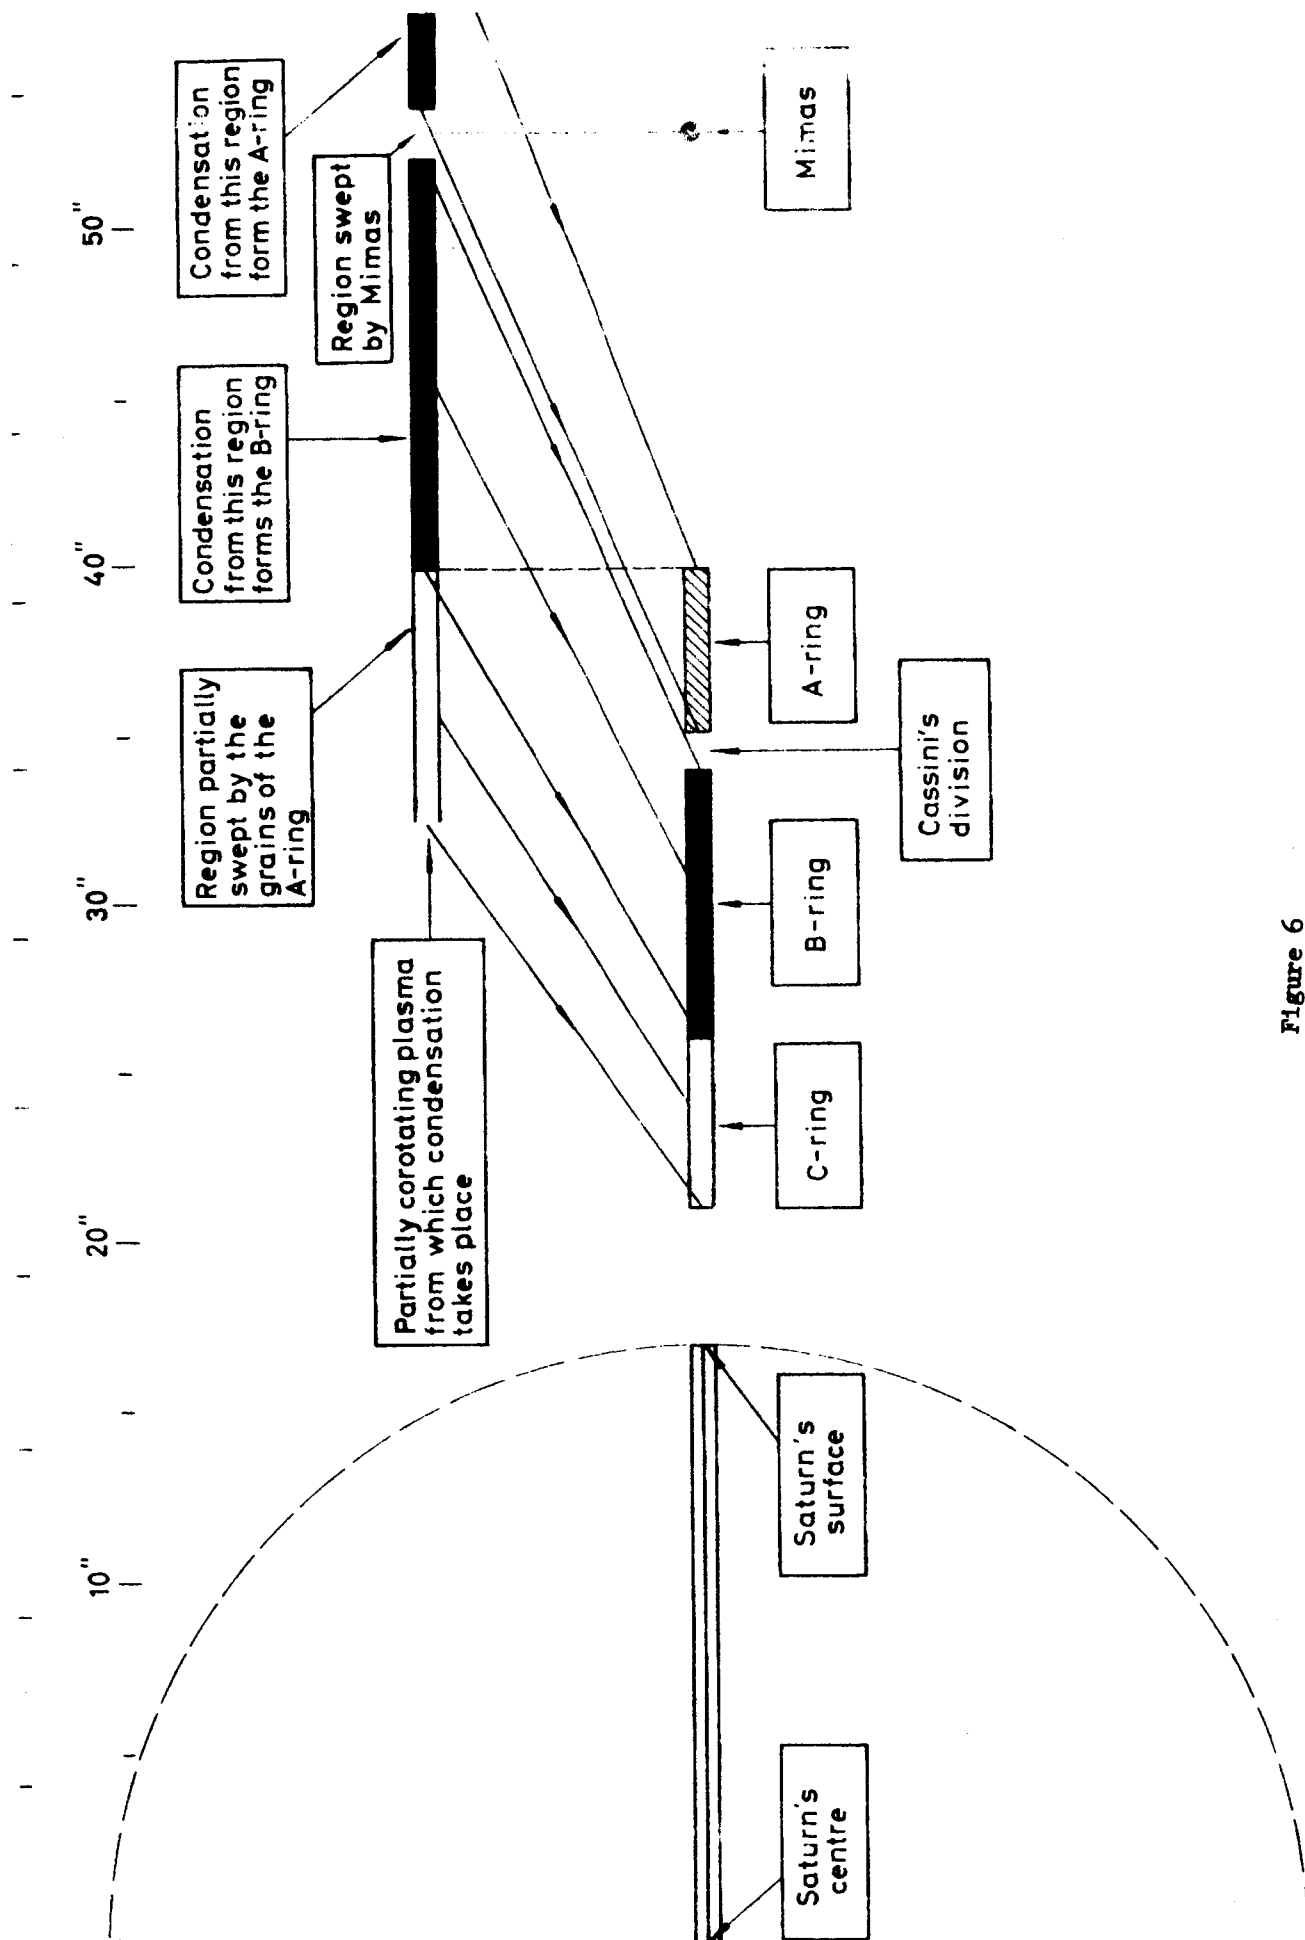 10"
20"
30"
40"
50"
Partially corotating plasma
from which condensation
takes place
Region partially
swept by the
grains of the
A-ring
Condensation
from this region
forms the B-ring
Region swept
by Mimas
Condensation
from this region
form the A-ring
Saturn's
centre
Saturn's
surface
C-ring
B-ring
A-ring
Cassini's
division
Mimas
Figure 6